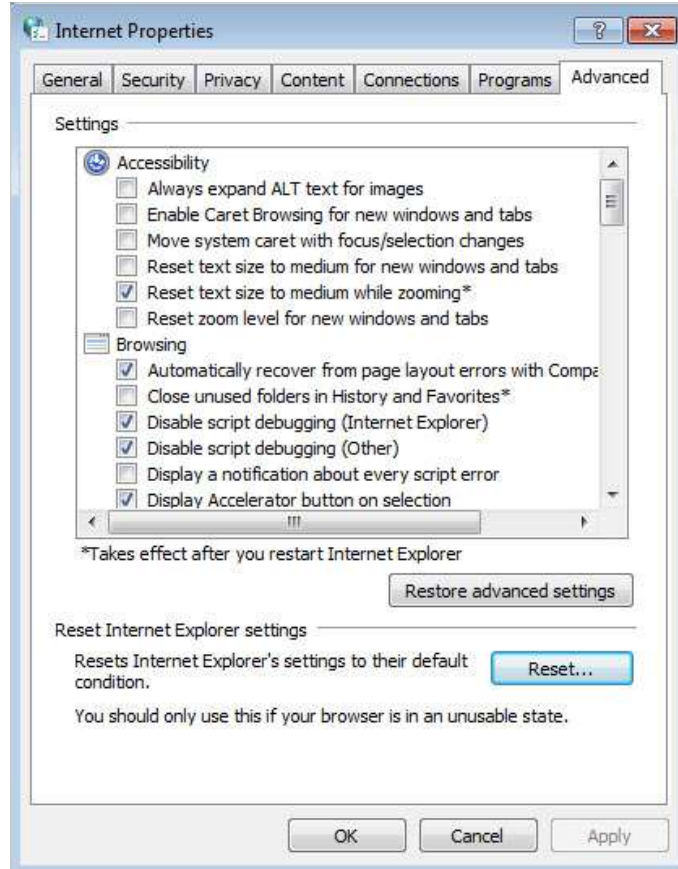 Internet Properties
General Security Privacy Content Connections Programs Advanced
Settings
Accessibility
Always expand ALT text for images
Enable Caret Browsing for new windows and tabs
Move system caret with focus/selection changes
Reset text size to medium for new windows and tabs
Reset text size to medium while zooming*
Reset zoom level for new windows and tabs
Browsing
Automatically recover from page layout errors with Compa
Close unused folders in History and Favorites*
Disable script debugging (Internet Explorer)
Disable script debugging (Other)
Display a notification about every script error
Display Accelerator button on selection
*Takes effect after you restart Internet Explorer
Restore advanced settings
Reset Internet Explorer settings
Resets Internet Explorer's settings to their default
condition.
Reset...
You should only use this if your browser is in an unusable state.
OK Cancel Apply